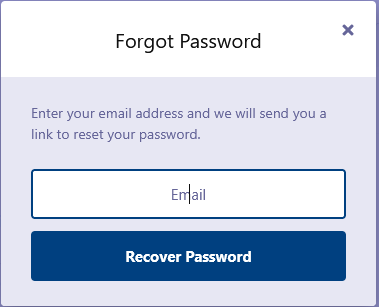 Forgot Password
Enter your email address and we will send you a
link to reset your password.
Email
Recover Password